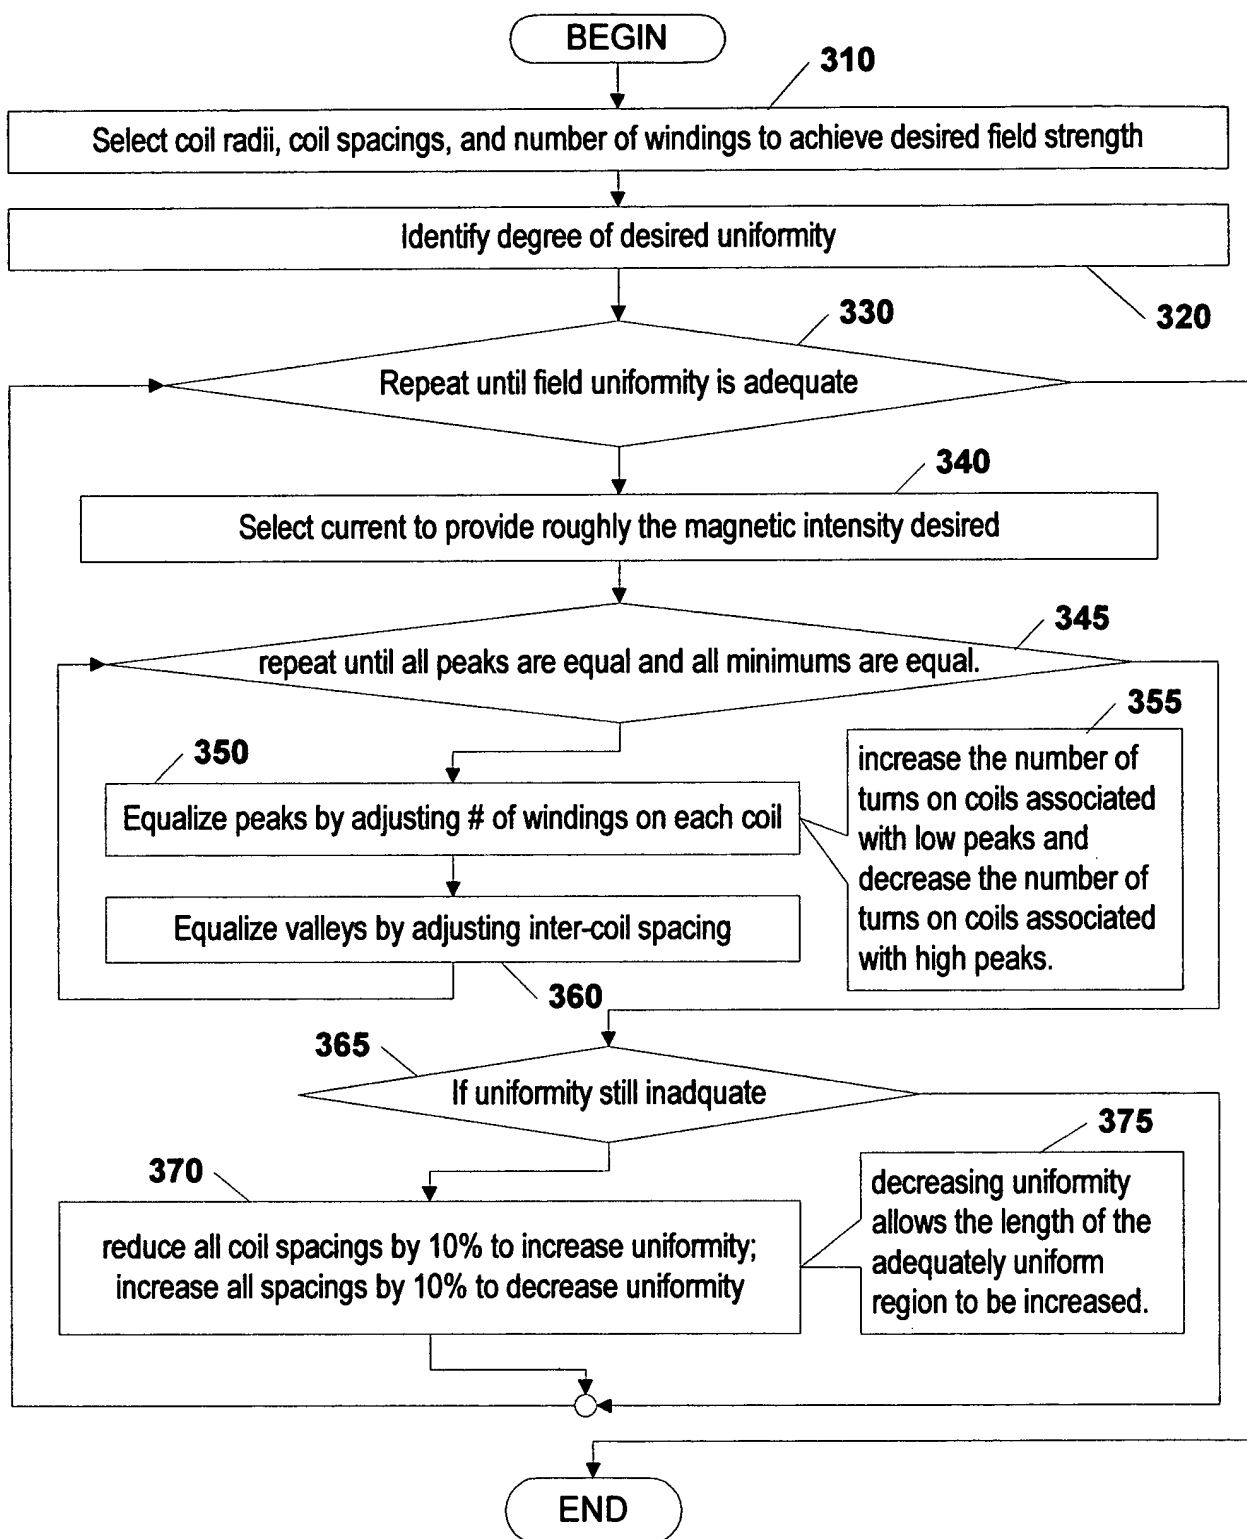 BEGIN
310
Select coil radii, coil spacings, and number of windings to achieve desired field strength
Identify degree of desired uniformity
320
330
Repeat until field uniformity is adequate
340
Select current to provide roughly the magnetic intensity desired
345
repeat until all peaks are equal and all minimums are equal.
350
Equalize peaks by adjusting # of windings on each coil
355
increase the number of
turns on coils associated
with low peaks and
decrease the number of
turns on coils associated
with high peaks.
Equalize valleys by adjusting inter-coil spacing
360
365
If uniformity still inadquate
370
reduce all coil spacings by 10% to increase uniformity;
increase all spacings by 10% to decrease uniformity
375
decreasing uniformity
allows the length of the
adequately uniform
region to be increased.
END